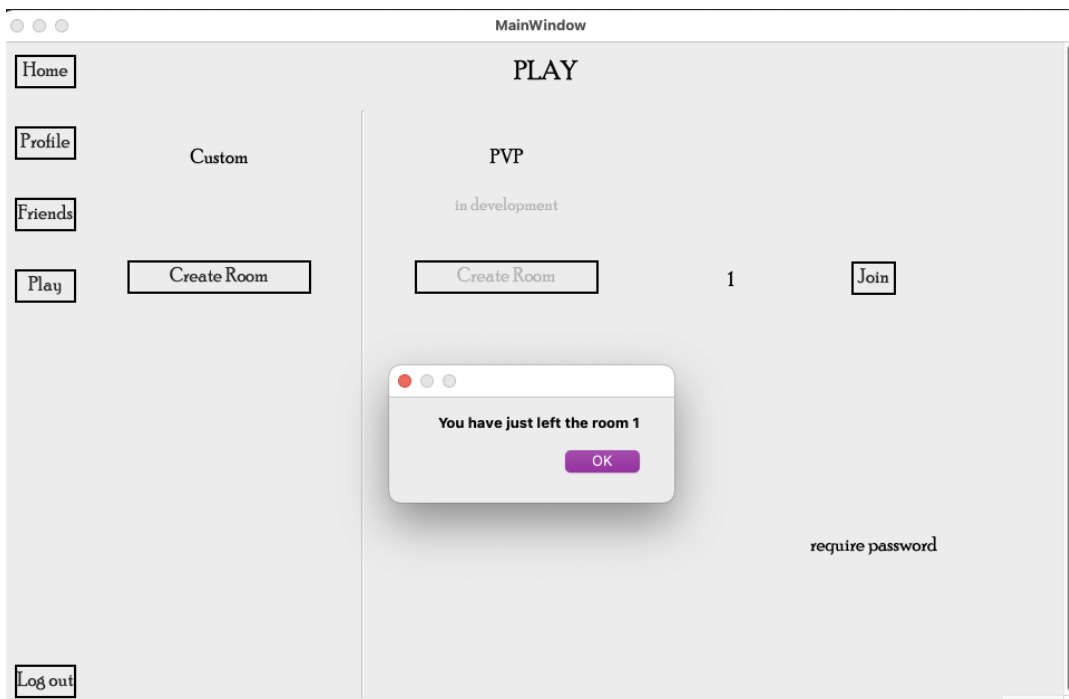 MainWindow
Home
PLAY
Profile
Custom
PVP
Friends
in development
Play
Create Room
Create Room
1
Join
You have just left the room 1
OK
require password
Log out